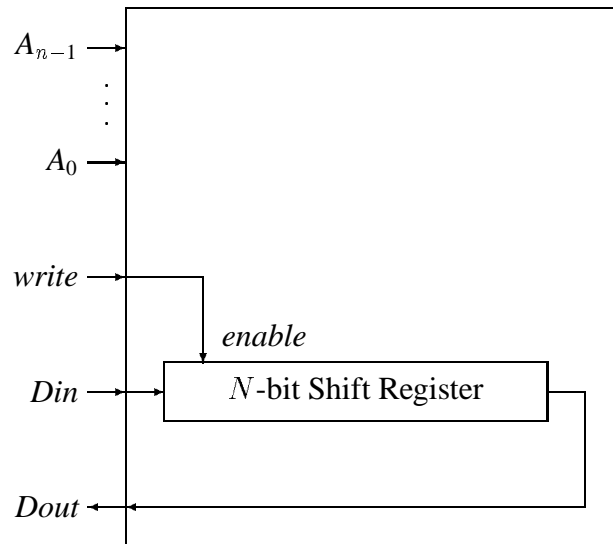 A_{n−1}
⋮
A_0
write
enable
Din
N-bit Shift Register
Dout